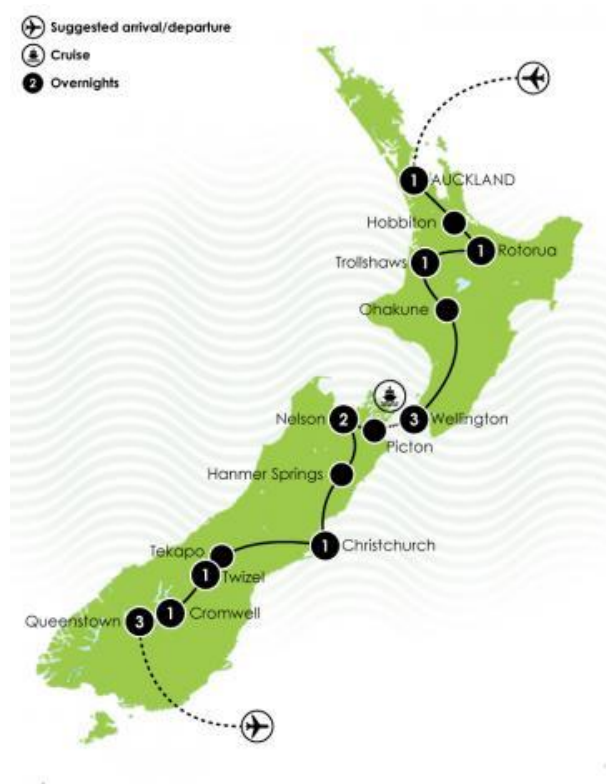 Suggested arrival/departure
Cruise
2 Overnights
1 AUCKLAND
Hobbiton
1 Rotorua
Trollshaws 1
Ohakune
Nelson 2
3 Wellington
Picton
Hanmer Springs
1 Christchurch
Tekapo
1 Twizel
1 Cromwell
Queenstown 3